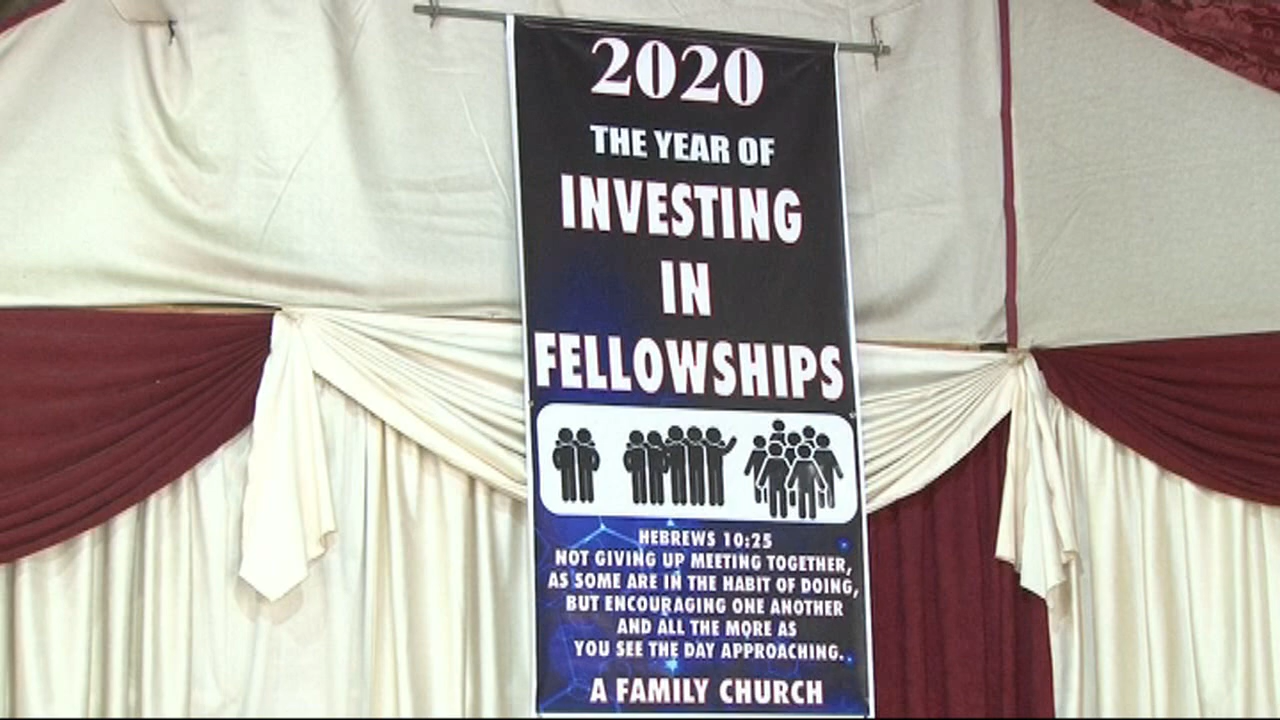 2020
THE YEAR OF
INVESTING
IN
FELLOWSHIPS
HEBREWS 10:25
NOT GIVING UP MEETING TOGETHER,
AS SOME ARE IN THE HABIT OF DOING,
BUT ENCOURAGING ONE ANOTHER
AND ALL THE MORE AS
YOU SEE THE DAY APPROACHING.
A FAMILY CHURCH